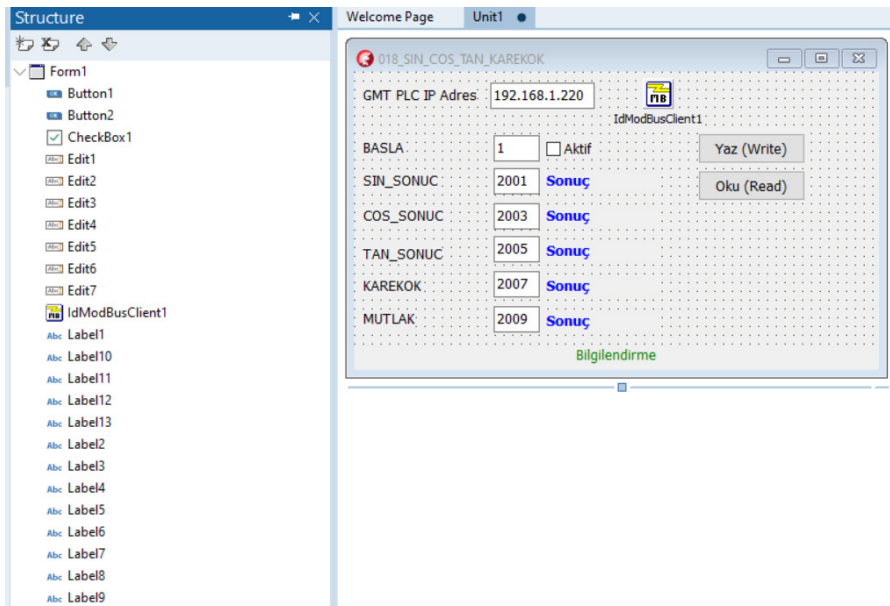 Structure
Form1
Button1
Button2
CheckBox1
Edit1
Edit2
Edit3
Edit4
Edit5
Edit6
Edit7
IdModBusClient1
Label1
Label10
Label11
Label12
Label13
Label2
Label3
Label4
Label5
Label6
Label7
Label8
Label9
Welcome Page Unit1
018_SIN_COS_TAN_KAREKOK
GMT PLC IP Adres 192.168.1.220 MB
IdModBusClient1
BASLA 1 Aktif Yaz (Write)
SIN_SONUC 2001 Sonuç Oku (Read)
COS_SONUC 2003 Sonuç
TAN_SONUC 2005 Sonuç
KAREKOK 2007 Sonuç
MUTLAK 2009 Sonuç
Bilgilendirme